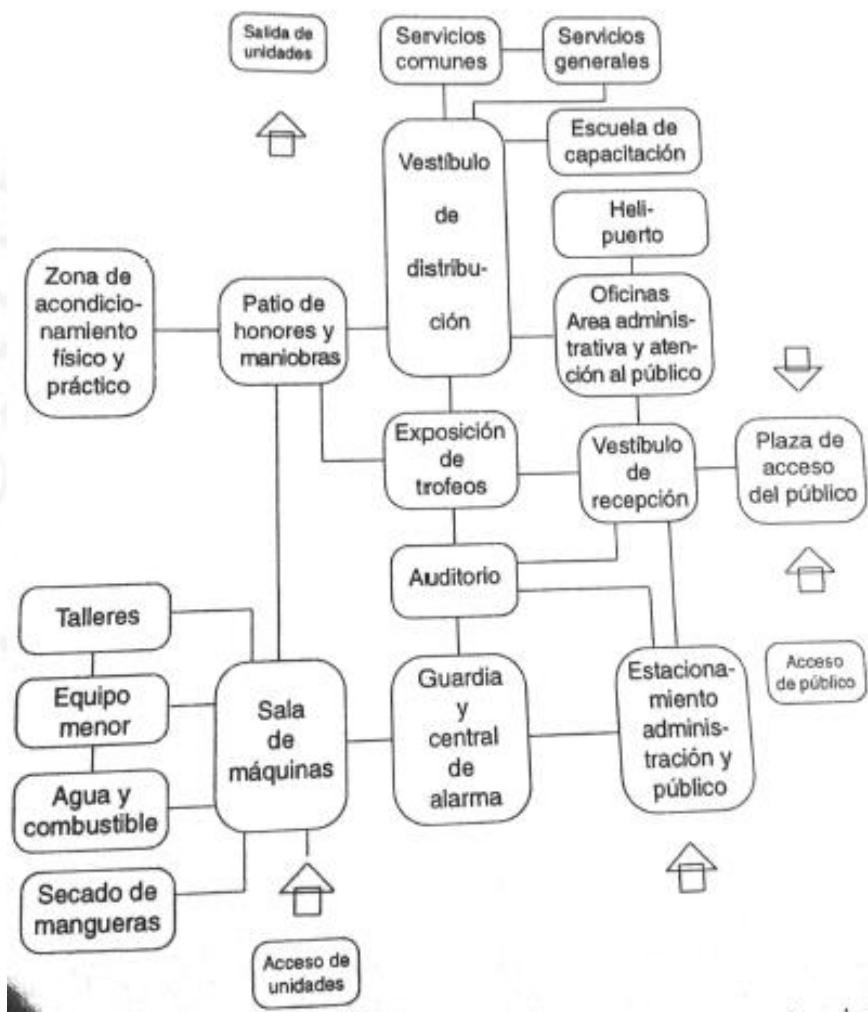 Salida de
unidades
Servicios
comunes
Servicios
generales
Escuela de
capacitación
Vestíbulo
de
distribu-
ción
Heli-
puerto
Zona de
acondicio-
namiento
físico y
práctico
Patio de
honores y
maniobras
Oficinas
Area adminis-
trativa y aten-
ción al público
Exposición
de
trofeos
Vestíbulo
de
recepción
Plaza de
acceso
del público
Auditorio
Talleres
Equipo
menor
Agua y
combustible
Secado de
mangueras
Sala
de
máquinas
Guardia
y
central
de
alarma
Estaciona-
miento
adminis-
tración y
público
Acceso
de público
Acceso de
unidades